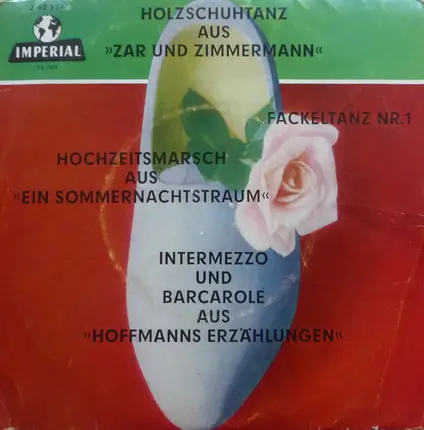 IMPERIAL
HOLZSCHUHTANZ
AUS
»ZAR UND ZIMMERMANN«
FACKELTANZ NR.1
HOCHZEITSMARSCH
AUS
»EIN SOMMERNACHTSTRAUM«
INTERMEZZO
UND
BARCAROLE
AUS
»HOFFMANNS ERZÄHLUNGEN«